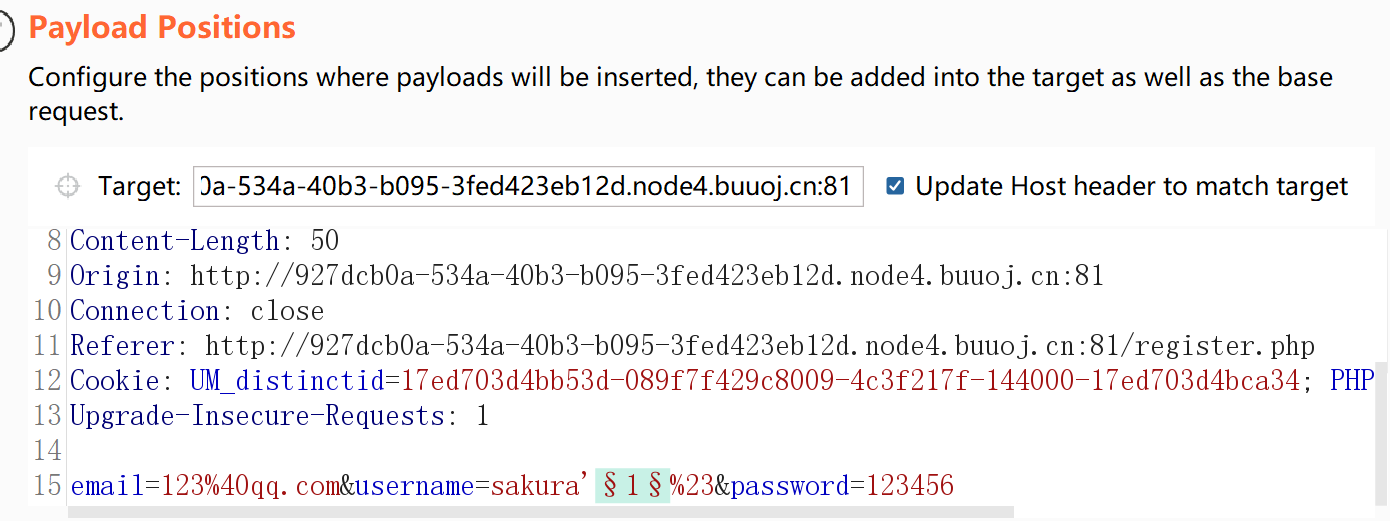 Payload Positions
Configure the positions where payloads will be inserted, they can be added into the target as well as the base
request.
Target: 0a-534a-40b3-b095-3fed423eb12d.node4.buuoj.cn:81 Update Host header to match target
8 Content-Length: 50
9 Origin: http://927dcb0a-534a-40b3-b095-3fed423eb12d.node4.buuoj.cn:81
10 Connection: close
11 Referer: http://927dcb0a-534a-40b3-b095-3fed423eb12d.node4.buuoj.cn:81/register.php
12 Cookie: UM_distinctid=17ed703d4bb53d-089f7f429c8009-4c3f217f-144000-17ed703d4bca34; PHP
13 Upgrade-Insecure-Requests: 1
14
15 email=123%40qq.com&username=sakura'§1§%23&password=123456